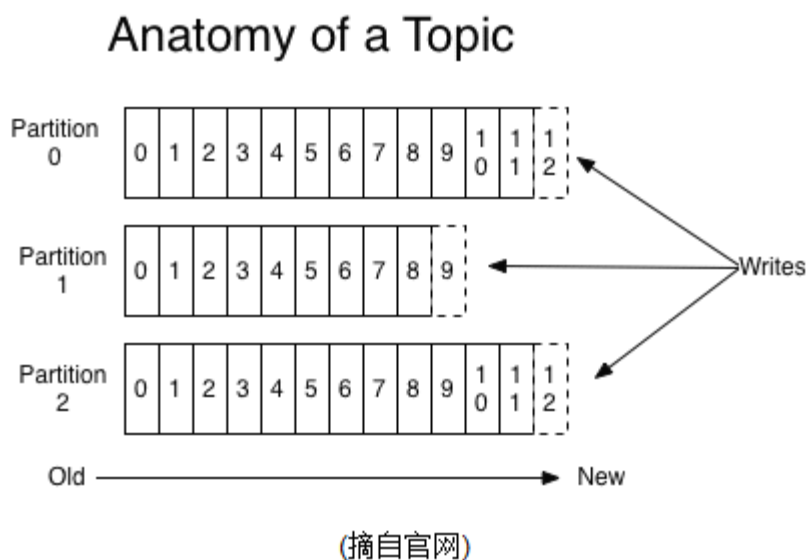 Anatomy of a Topic
Partition
0
0 1 2 3 4 5 6 7 8 9 10 11 12
Partition
1
0 1 2 3 4 5 6 7 8 9
Writes
Partition
2
0 1 2 3 4 5 6 7 8 9 10 11 12
Old New
(摘自官网)